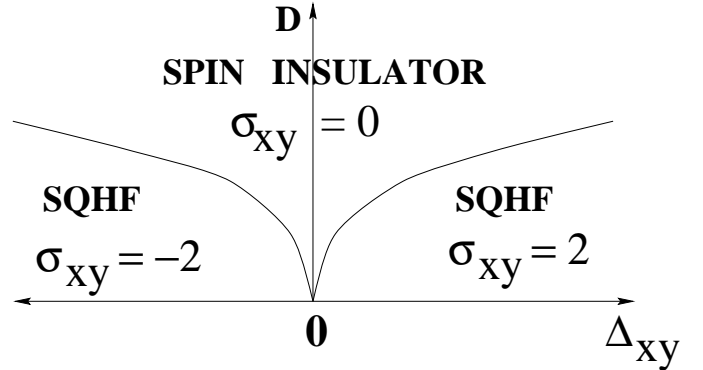 D
SPIN INSULATOR
σxy = 0
SQHF
SQHF
σxy = −2
σxy = 2
0
Δxy